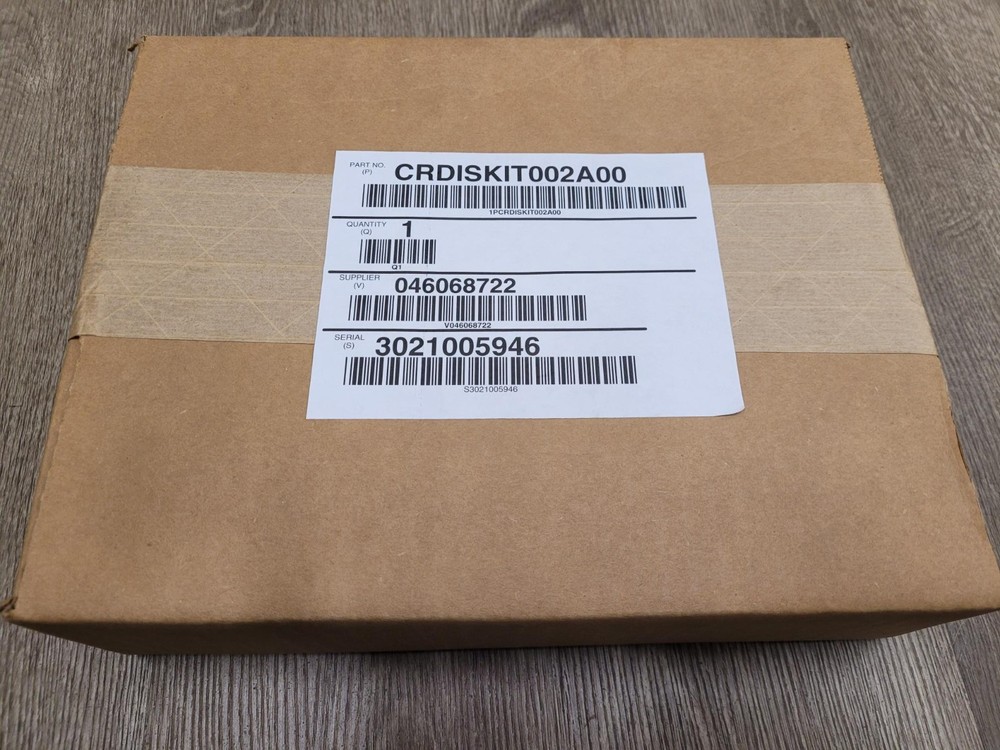 PART NO.
(P)
CRDISKIT002A00
1PCRDISKIT002A00
QUANTITY
(Q)
1
Q1
SUPPLIER
(V)
046068722
V046068722
SERIAL
(S)
3021005946
S3021005946